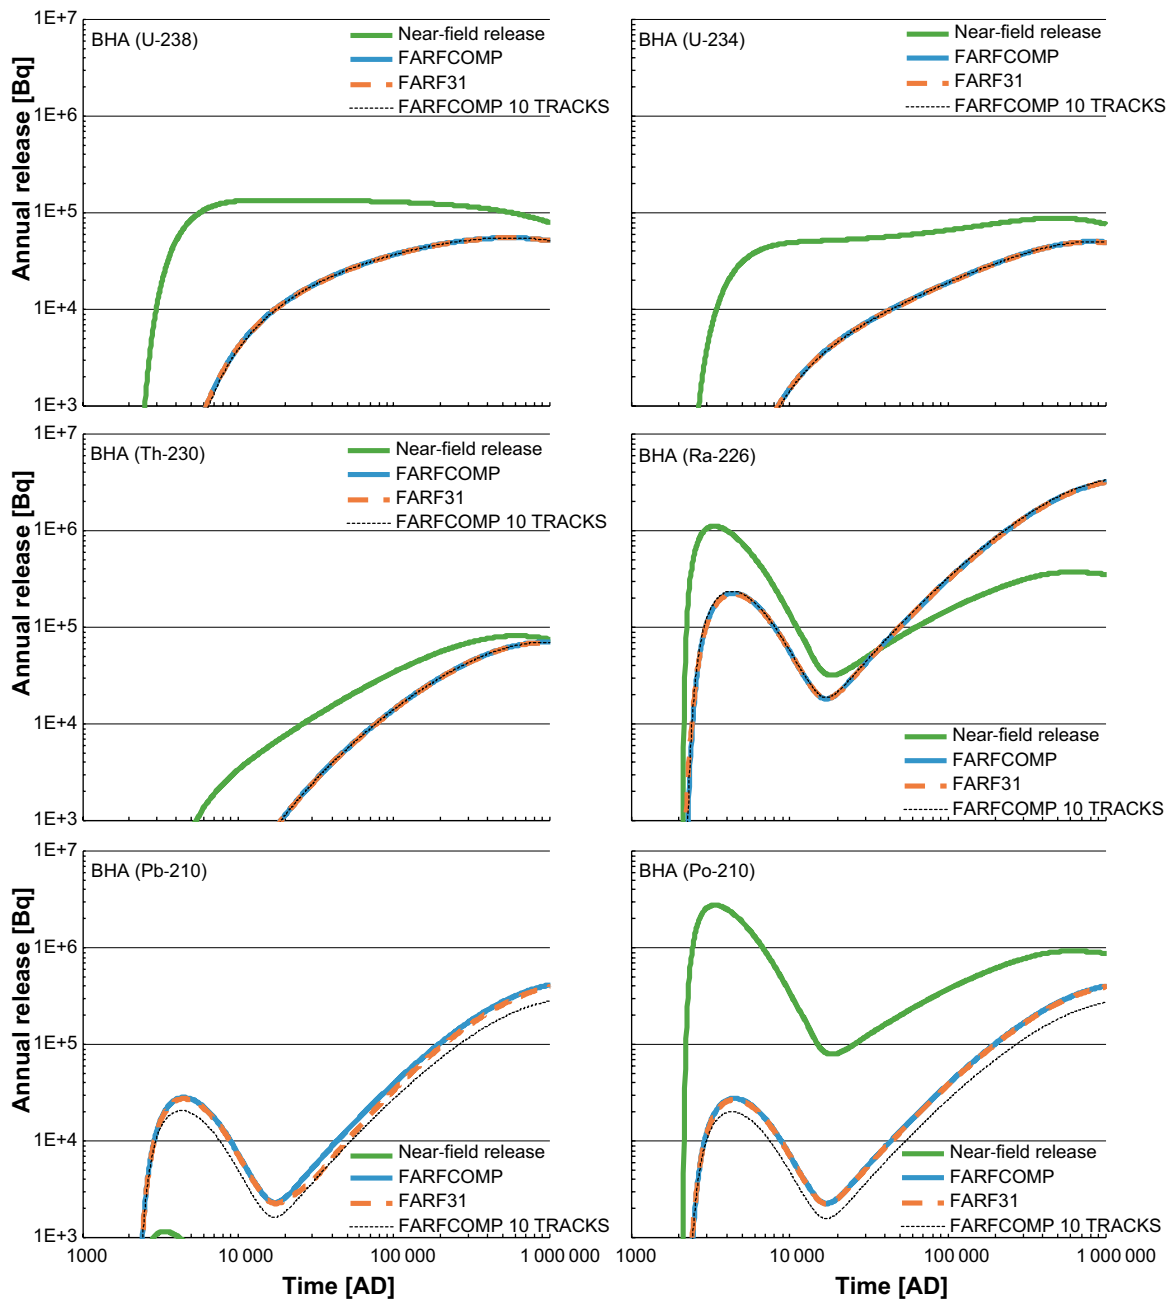 1E+7
BHA (U-238)
Near-field release
FARFCOMP
FARF31
FARFCOMP 10 TRACKS
1E+6
1E+5
1E+4
1E+3
Annual release [Bq]
BHA (U-234)
Near-field release
FARFCOMP
FARF31
FARFCOMP 10 TRACKS
1E+7
BHA (Th-230)
Near-field release
FARFCOMP
FARF31
FARFCOMP 10 TRACKS
1E+6
1E+5
1E+4
1E+3
Annual release [Bq]
BHA (Ra-226)
Near-field release
FARFCOMP
FARF31
FARFCOMP 10 TRACKS
1E+7
BHA (Pb-210)
1E+6
1E+5
1E+4
1E+3
Annual release [Bq]
Near-field release
FARFCOMP
FARF31
FARFCOMP 10 TRACKS
1000 10 000 100 000 1 000 000
Time [AD]
BHA (Po-210)
Near-field release
FARFCOMP
FARF31
FARFCOMP 10 TRACKS
1000 10 000 100 000 1 000 000
Time [AD]